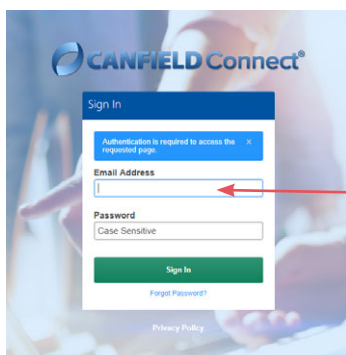 CANFIELD Connect®
Sign In
Authentication is required to access the ×
requested page.
Email Address
Password
Case Sensitive
Sign In
Forgot Password?
Privacy Policy